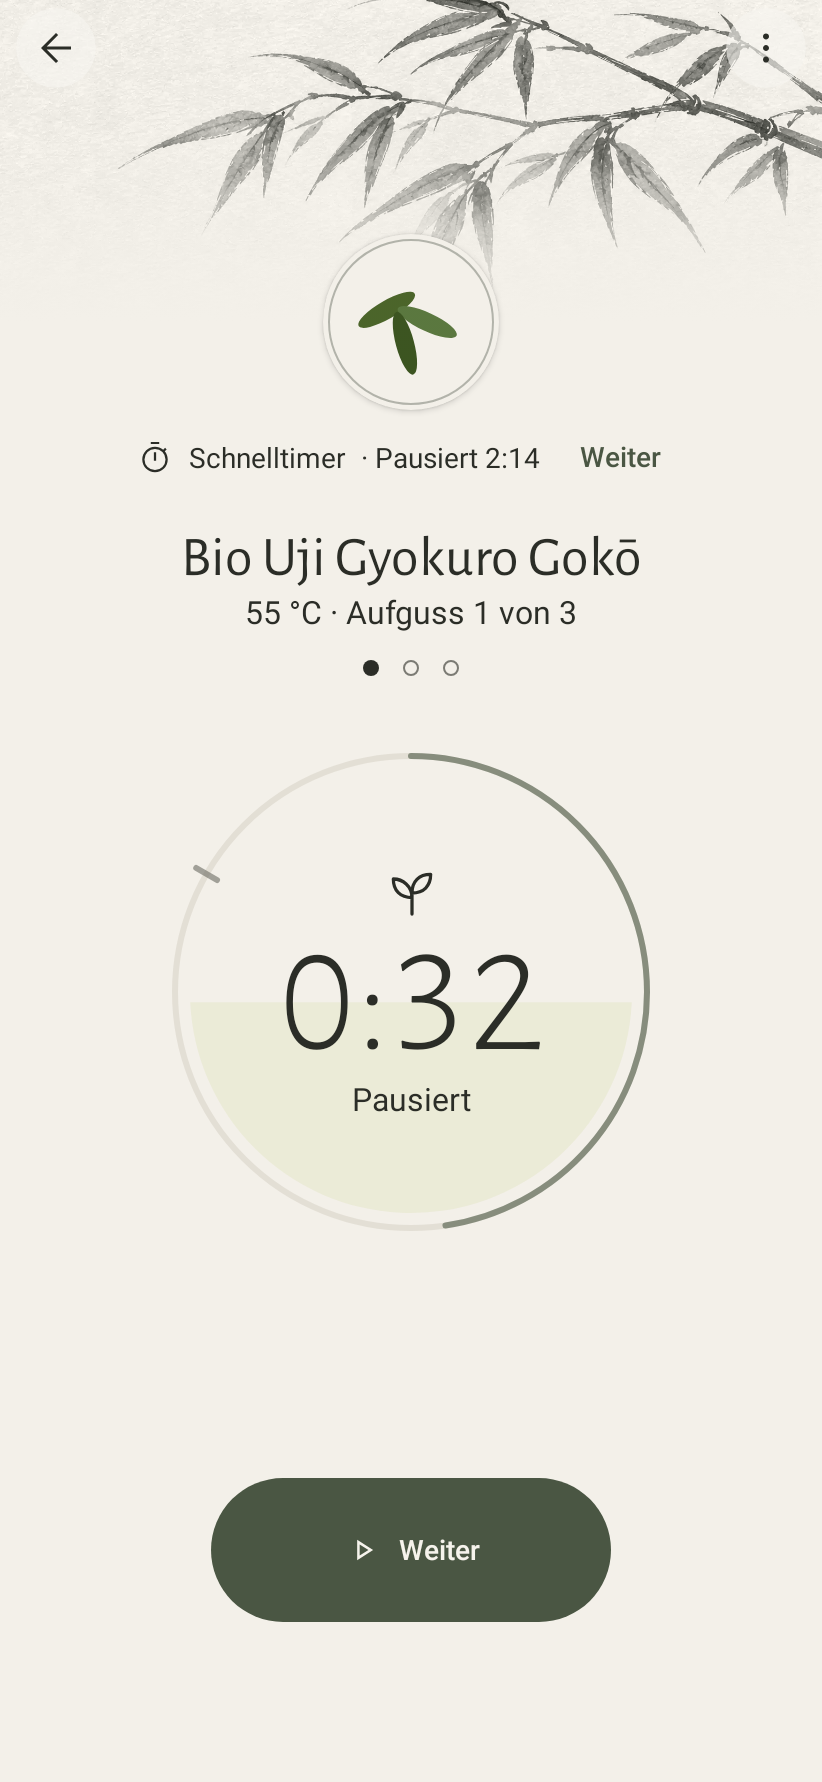 Schnelltimer · Pausiert 2:14 Weiter
Bio Uji Gyokuro Gokō
55 °C · Aufguss 1 von 3
0:32
Pausiert
Weiter